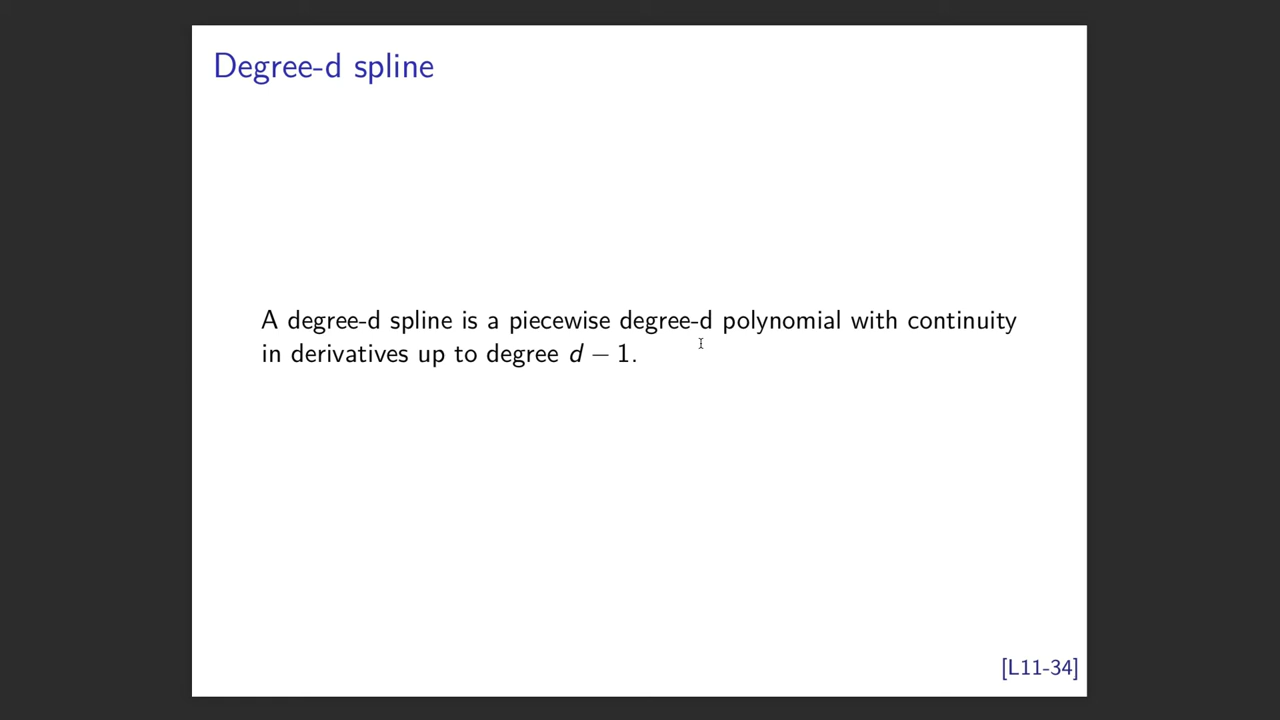 Degree-d spline
A degree-d spline is a piecewise degree-d polynomial with continuity
in derivatives up to degree d − 1.
[L11-34]